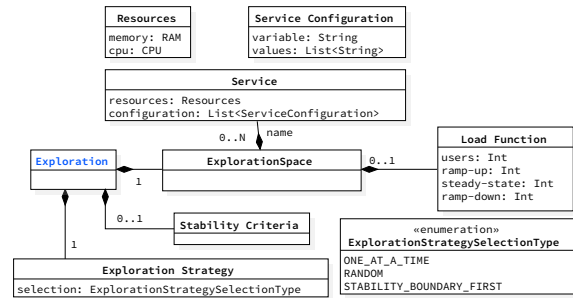 Resources
memory: RAM
cpu: CPU
Service Configuration
variable: String
values: List<String>
Service
resources: Resources
configuration: List<ServiceConfiguration>
0..N
name
Exploration
1
ExplorationSpace
0..1
Load Function
users: Int
ramp-up: Int
steady-state: Int
ramp-down: Int
0..1
Stability Criteria
1
Exploration Strategy
selection: ExplorationStrategySelectionType
«enumeration»
ExplorationStrategySelectionType
ONE_AT_A_TIME
RANDOM
STABILITY_BOUNDARY_FIRST